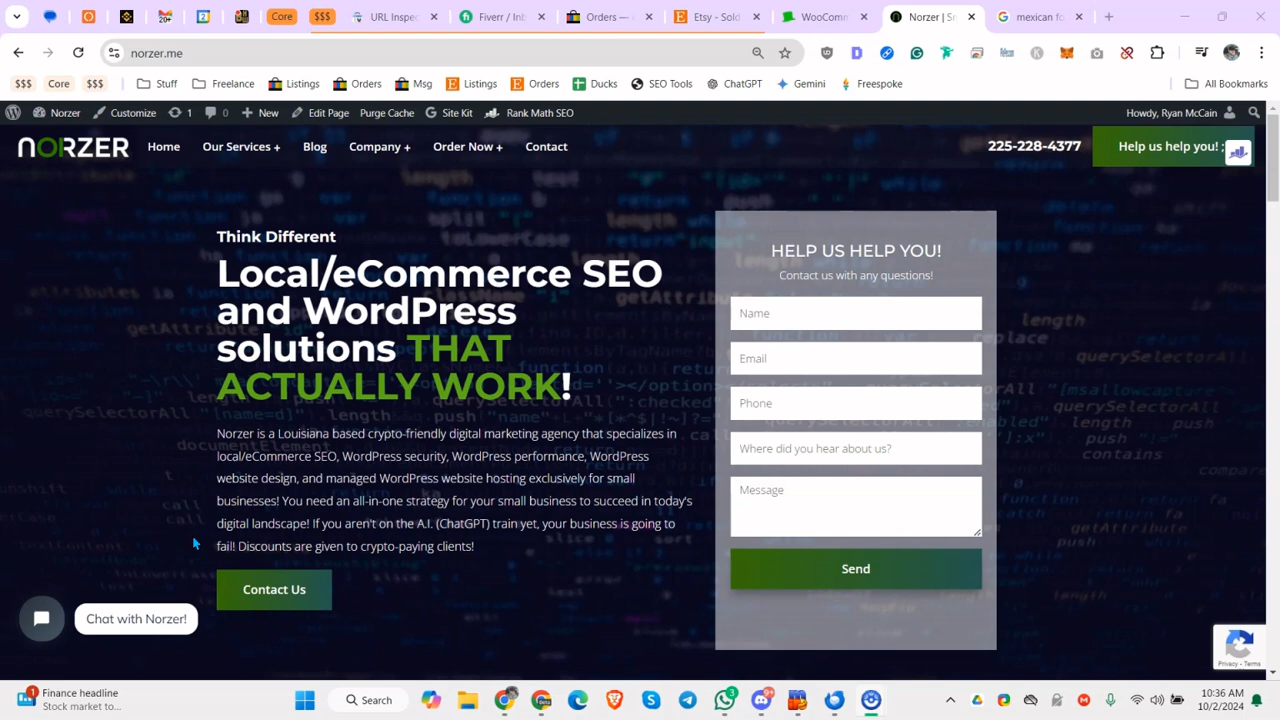 $$$
Core
URL Inspec
Fiverr / Inb
Orders —
Etsy - Sold
WooComm
Norzer | Sr
mexican fo
norzer.me
$$$ Core $$$ Stuff Freelance Listings Orders Msg Listings Orders Ducks SEO Tools ChatGPT Gemini Freespoke All Bookmarks
Norzer Customize 1 0 New Edit Page Purge Cache Site Kit Rank Math SEO Howdy, Ryan McCain
NORZER Home Our Services + Blog Company + Order Now + Contact 225-228-4377 Help us help you! ;
Think Different
Local/eCommerce SEO
and WordPress
solutions THAT
ACTUALLY WORK!
Norzer is a Louisiana based crypto-friendly digital marketing agency that specializes in
local/eCommerce SEO, WordPress security, WordPress performance, WordPress
website design, and managed WordPress website hosting exclusively for small
businesses! You need an all-in-one strategy for your small business to succeed in today's
digital landscape! If you aren't on the A.I. (ChatGPT) train yet, your business is going to
fail! Discounts are given to crypto-paying clients!
Contact Us
HELP US HELP YOU!
Contact us with any questions!
Name
Email
Phone
Where did you hear about us?
Message
Send
Chat with Norzer!
Privacy - Terms
1
Finance headline
Stock market to...
Search
3
9+
10:36 AM
10/2/2024